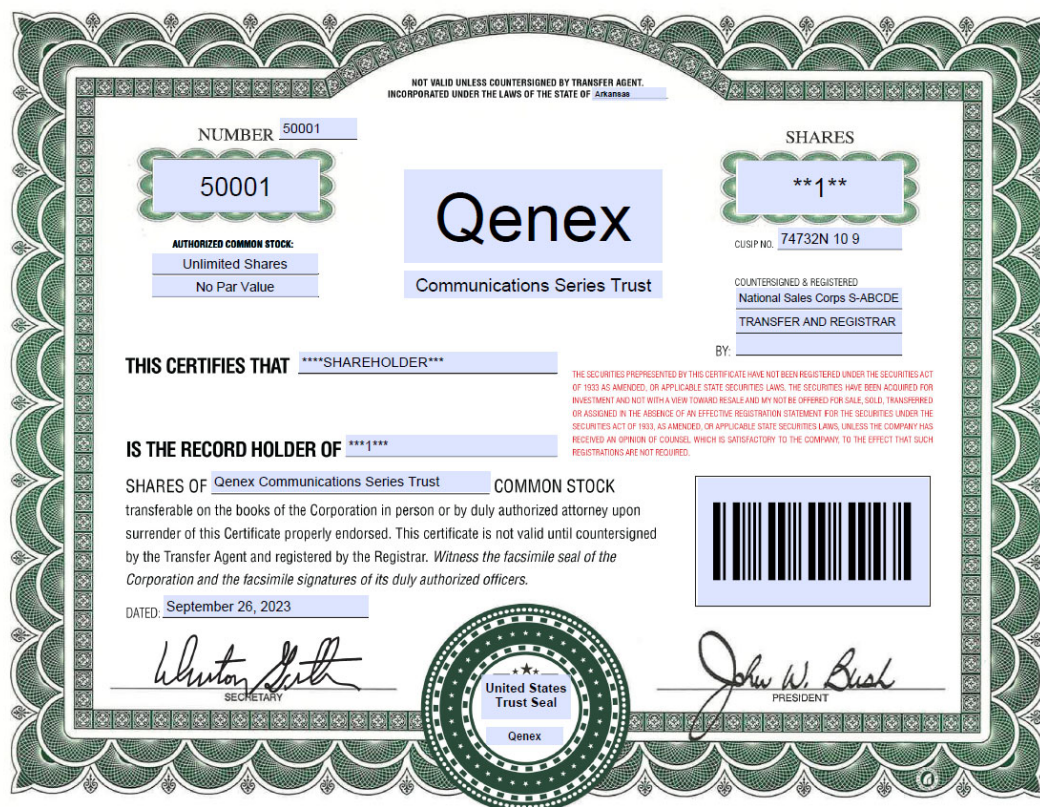 NOT VALID UNLESS COUNTERSIGNED BY TRANSFER AGENT.
INCORPORATED UNDER THE LAWS OF THE STATE OF Arkansas
NUMBER 50001
50001
AUTHORIZED COMMON STOCK:
Unlimited Shares
No Par Value
Qenex
Communications Series Trust
SHARES
**1**
CUSIP NO. 74732N 10 9
COUNTERSIGNED & REGISTERED
National Sales Corps S-ABCDE
TRANSFER AND REGISTRAR
BY:
THIS CERTIFIES THAT ****SHAREHOLDER***
IS THE RECORD HOLDER OF ***1***
THE SECURITIES PREPRESENTED BY THIS CERTIFICATE HAVE NOT BEEN REGISTERED UNDER THE SECURITIES ACT
OF 1933 AS AMENDED, OR APPLICABLE STATE SECURITIES LAWS. THE SECURITIES HAVE BEEN ACQUIRED FOR
INVESTMENT AND NOT WITH A VIEW TOWARD RESALE AND MY NOT BE OFFERED FOR SALE, SOLD, TRANSFERRED
OR ASSIGNED IN THE ABSENCE OF AN EFFECTIVE REGISTRATION STATEMENT FOR THE SECURITIES UNDER THE
SECURITIES ACT OF 1933, AS AMENDED, OR APPLICABLE STATE SECURITIES LAWS, UNLESS THE COMPANY HAS
RECEIVED AN OPINION OF COUNSEL WHICH IS SATISFACTORY TO THE COMPANY, TO THE EFFECT THAT SUCH
REGISTRATIONS ARE NOT REQUIRED.
SHARES OF Qenex Communications Series Trust COMMON STOCK
transferable on the books of the Corporation in person or by duly authorized attorney upon
surrender of this Certificate properly endorsed. This certificate is not valid until countersigned
by the Transfer Agent and registered by the Registrar. Witness the facsimile seal of the
Corporation and the facsimile signatures of its duly authorized officers.
DATED: September 26, 2023
SECRETARY
United States
Trust Seal
Qenex
John W. Bush
PRESIDENT